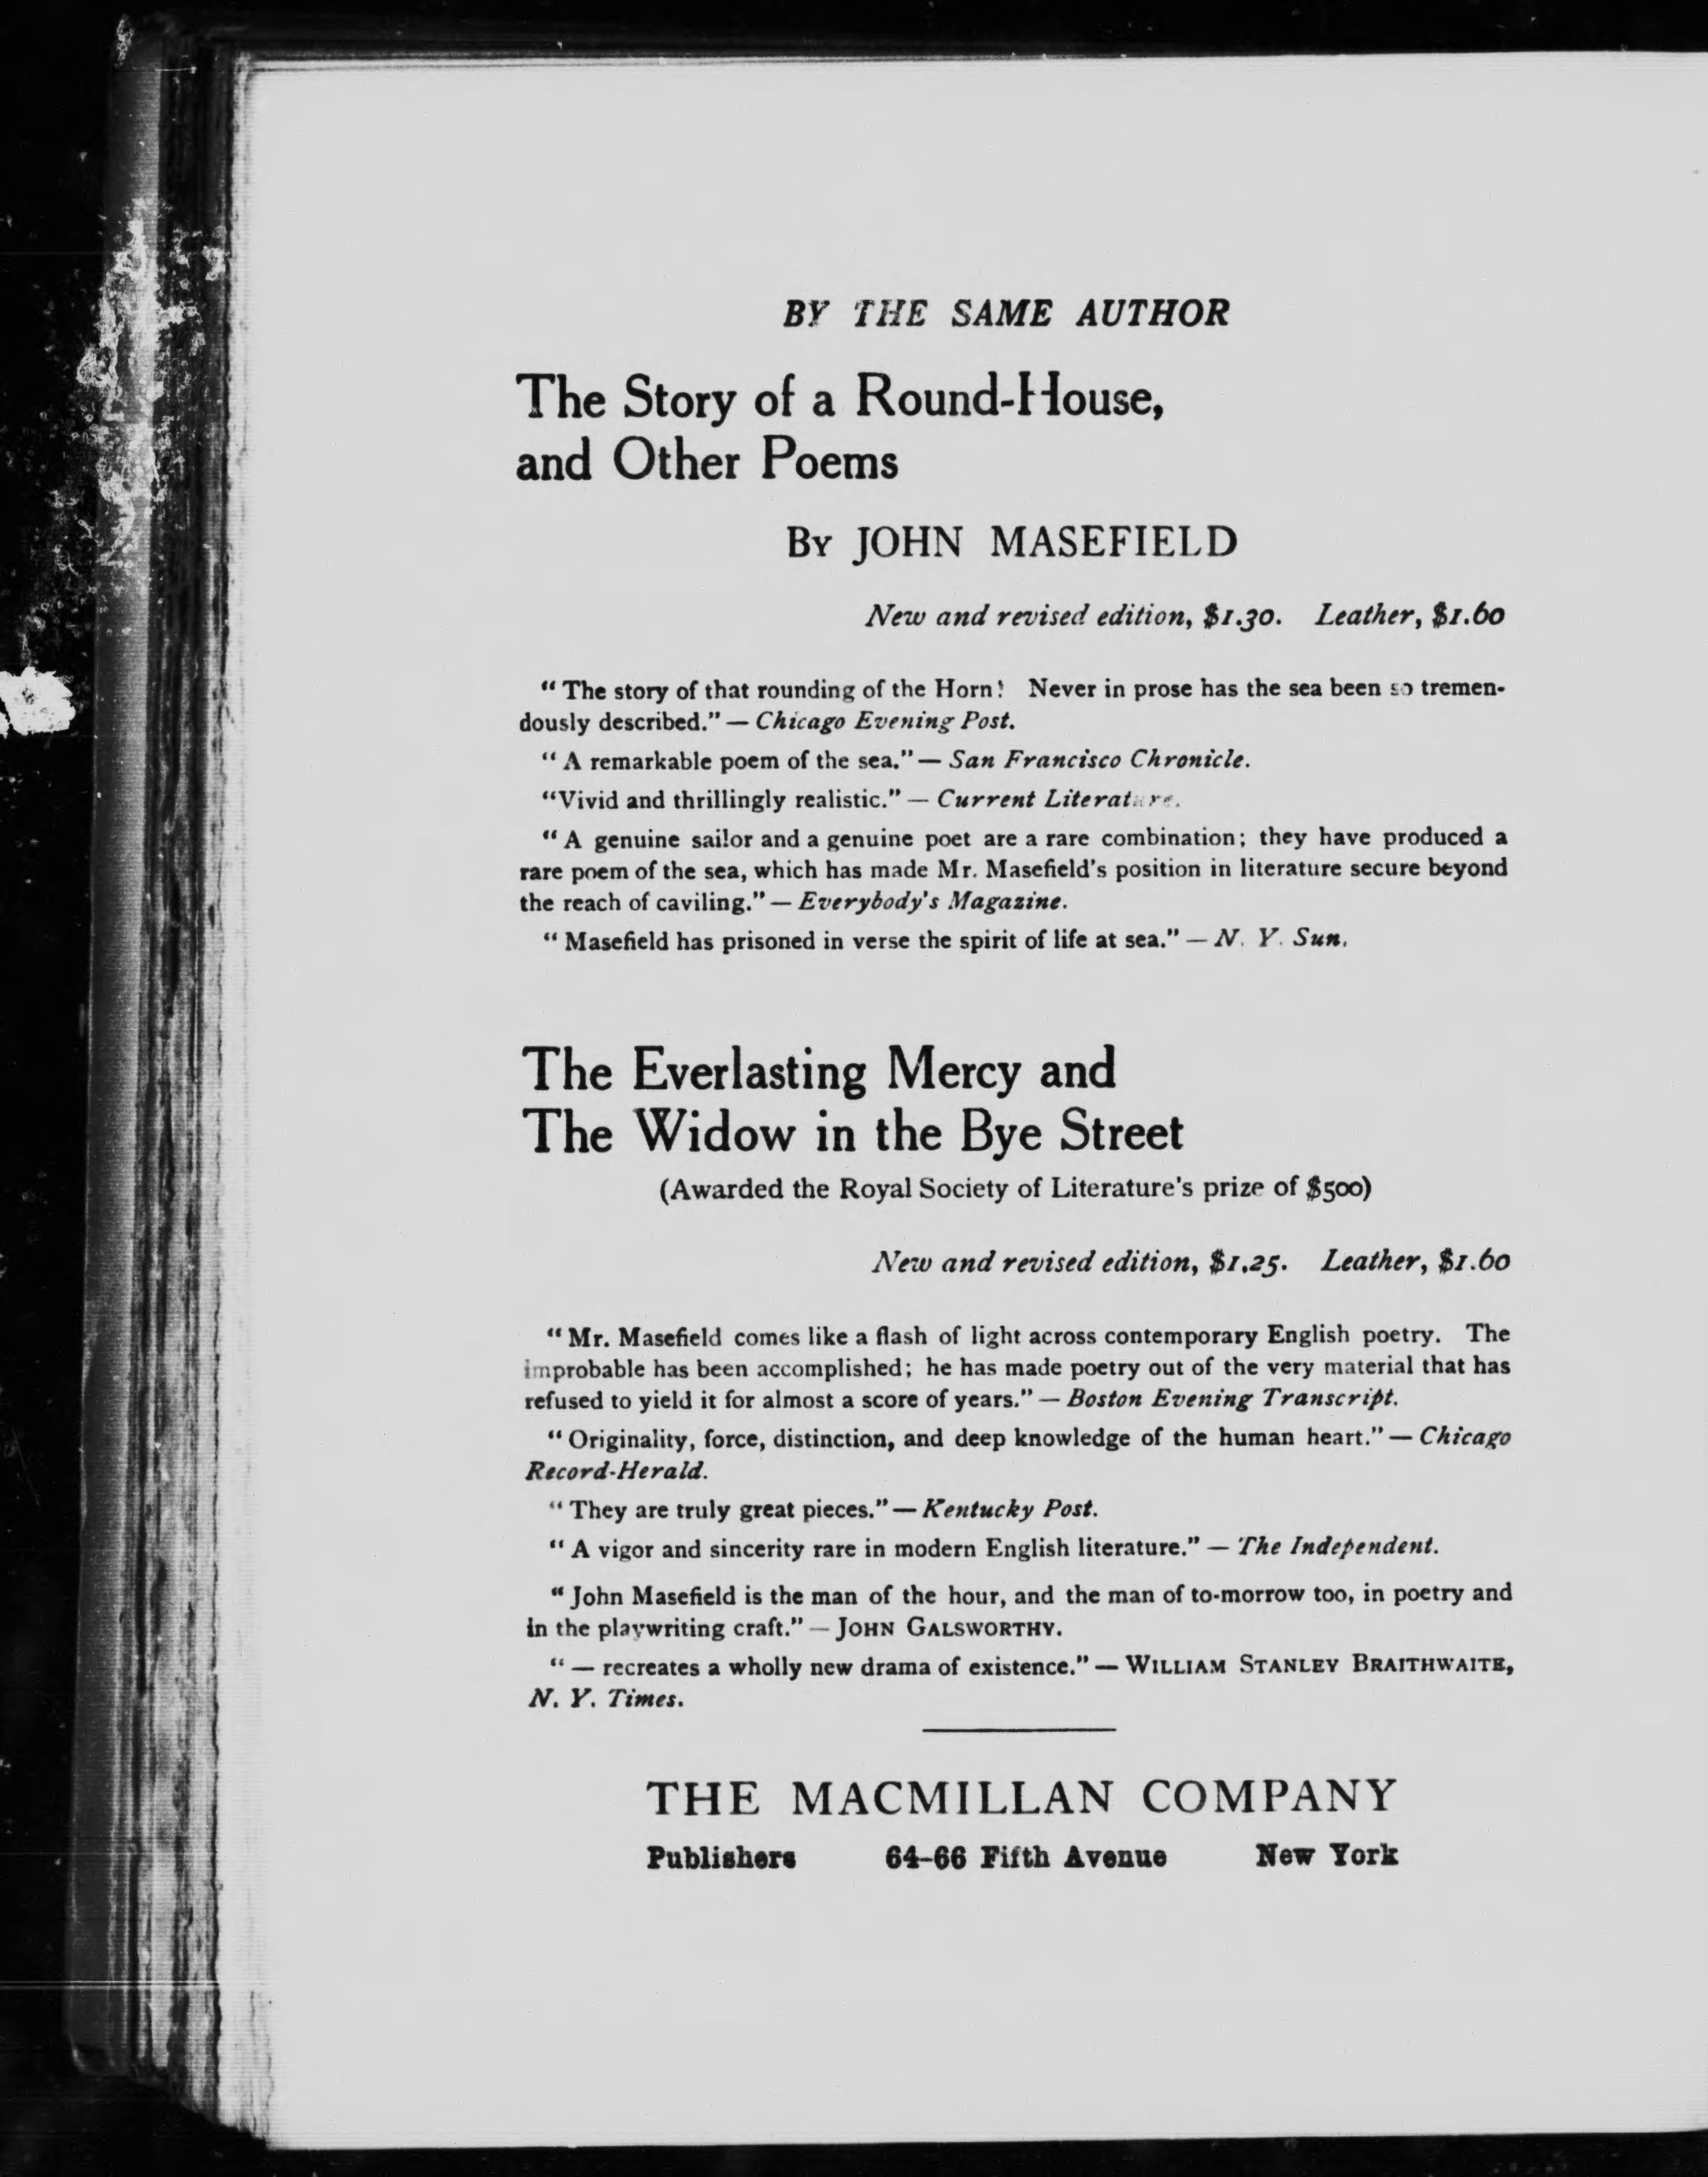 BY THE SAME AUTHOR
The Story of a Round-House,
and Other Poems
By JOHN MASEFIELD
New and revised edition, $1.30. Leather, $1.60
"The story of that rounding of the Horn! Never in prose has the sea been so tremen-
dously described." — Chicago Evening Post.
"A remarkable poem of the sea." — San Francisco Chronicle.
"Vivid and thrillingly realistic." — Current Literature.
"A genuine sailor and a genuine poet are a rare combination; they have produced a
rare poem of the sea, which has made Mr. Masefield's position in literature secure beyond
the reach of caviling." — Everybody's Magazine.
"Masefield has prisoned in verse the spirit of life at sea." — N. Y. Sun.
The Everlasting Mercy and
The Widow in the Bye Street
(Awarded the Royal Society of Literature's prize of $500)
New and revised edition, $1.25. Leather, $1.60
"Mr. Masefield comes like a flash of light across contemporary English poetry. The
improbable has been accomplished; he has made poetry out of the very material that has
refused to yield it for almost a score of years." — Boston Evening Transcript.
"Originality, force, distinction, and deep knowledge of the human heart." — Chicago
Record-Herald.
"They are truly great pieces." — Kentucky Post.
"A vigor and sincerity rare in modern English literature." — The Independent.
"John Masefield is the man of the hour, and the man of to-morrow too, in poetry and
in the playwriting craft." — JOHN GALSWORTHY.
"— recreates a wholly new drama of existence." — WILLIAM STANLEY BRAITHWAITE,
N. Y. Times.
THE MACMILLAN COMPANY
Publishers 64-66 Fifth Avenue New York